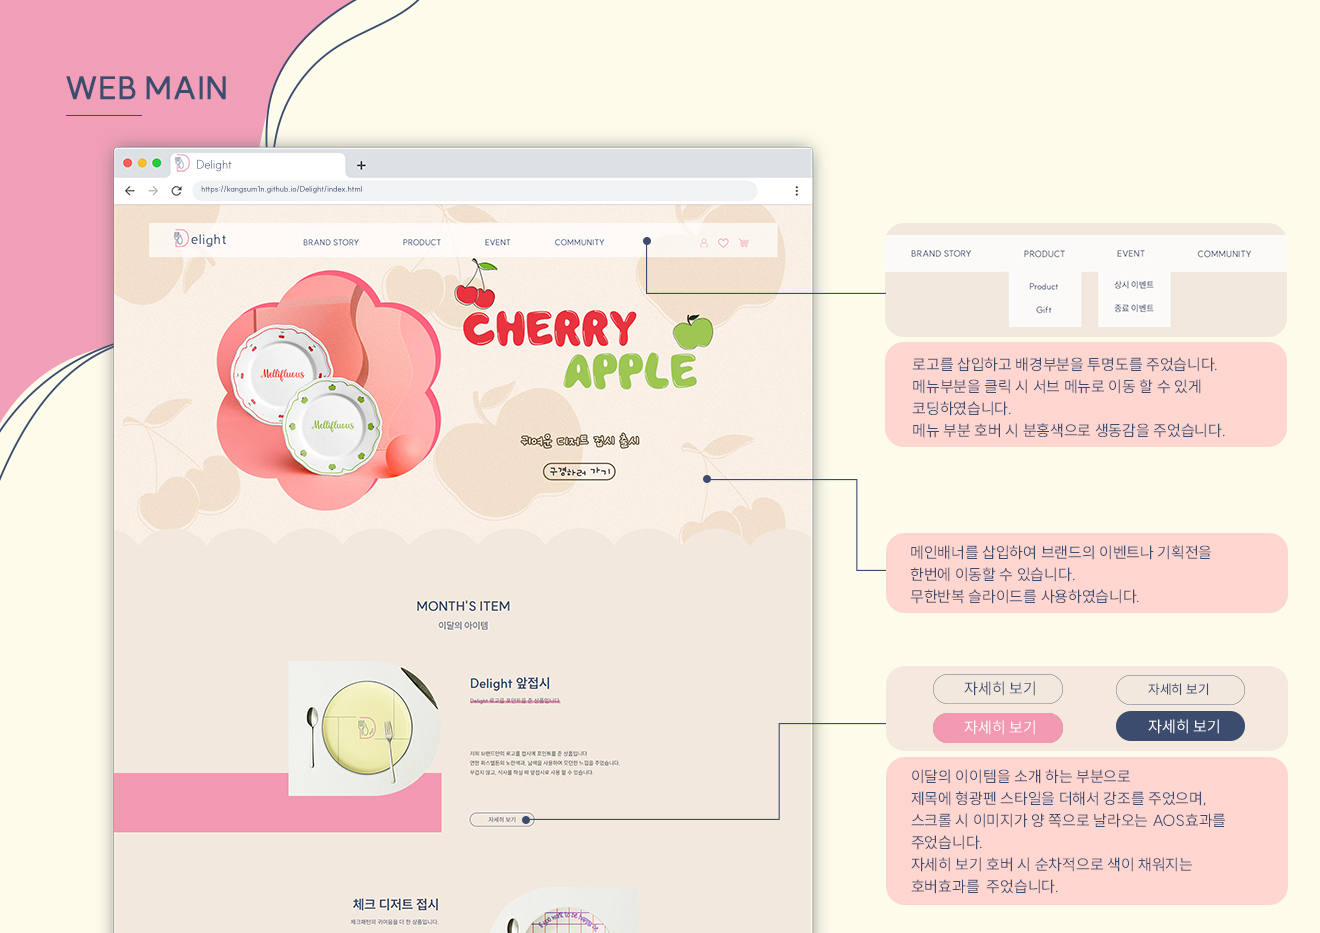 WEB MAIN
Delight
https://kangsum1n.github.io/Delight/index.html
Delight
BRAND STORY
PRODUCT
EVENT
COMMUNITY
CHERRY
APPLE
Mellifluous
Mellifluous
귀여운 디저트 접시 출시
구경하러 가기
MONTH'S ITEM
이달의 아이템
Delight 앞접시
Delight 로고을 포인트을 준 상품입니다.
저희 브랜드만의 로고를 접시에 포인트를 준 상품입니다
연한 파스텔톤의 노란색과, 남색을 사용하여 모던한 느낌을 주었습니다.
무겁지 않고, 식사를 하실 때 앞접시로 사용 할 수 있습니다.
자세히 보기
체크 디저트 접시
체크패턴의 귀여움을 더 한 상품입니다.
BRAND STORY
PRODUCT
EVENT
COMMUNITY
Product
상시 이벤트
Gift
종료 이벤트
로고를 삽입하고 배경부분을 투명도를 주었습니다.
메뉴부분을 클릭 시 서브 메뉴로 이동 할 수 있게
코딩하였습니다.
메뉴 부분 호버 시 분홍색으로 생동감을 주었습니다.
메인배너를 삽입하여 브랜드의 이벤트나 기획전을
한번에 이동할 수 있습니다.
무한반복 슬라이드를 사용하였습니다.
자세히 보기
자세히 보기
자세히 보기
자세히 보기
이달의 이이템을 소개 하는 부분으로
제목에 형광펜 스타일을 더해서 강조를 주었으며,
스크롤 시 이미지가 양 쪽으로 날라오는 AOS효과를
주었습니다.
자세히 보기 호버 시 순차적으로 색이 채워지는
호버효과를 주었습니다.